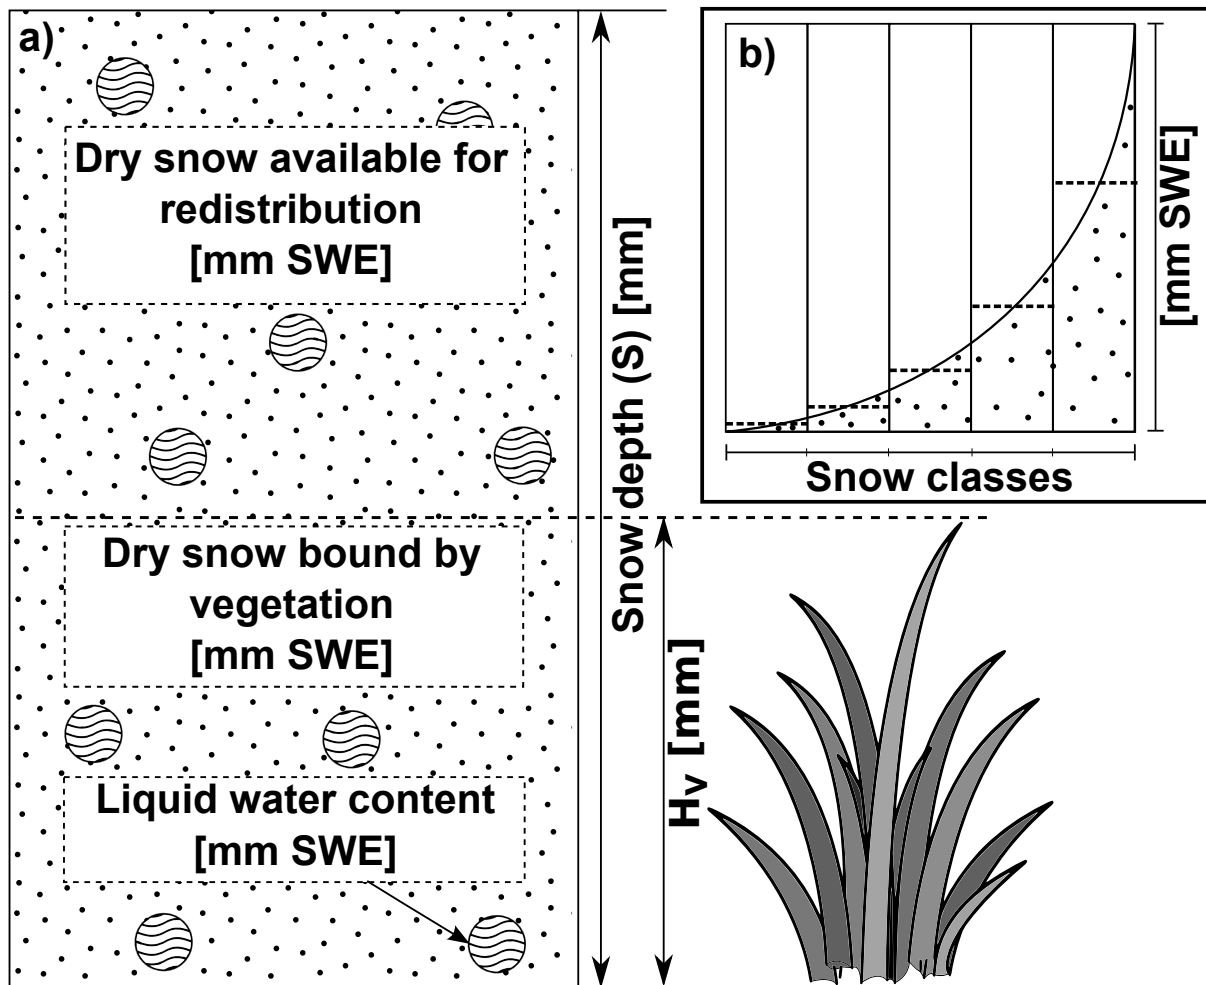 a)
Dry snow available for
redistribution
[mm SWE]
Dry snow bound by
vegetation
[mm SWE]
Liquid water content
[mm SWE]
Snow depth (S) [mm]
Hv [mm]
b)
[mm SWE]
Snow classes